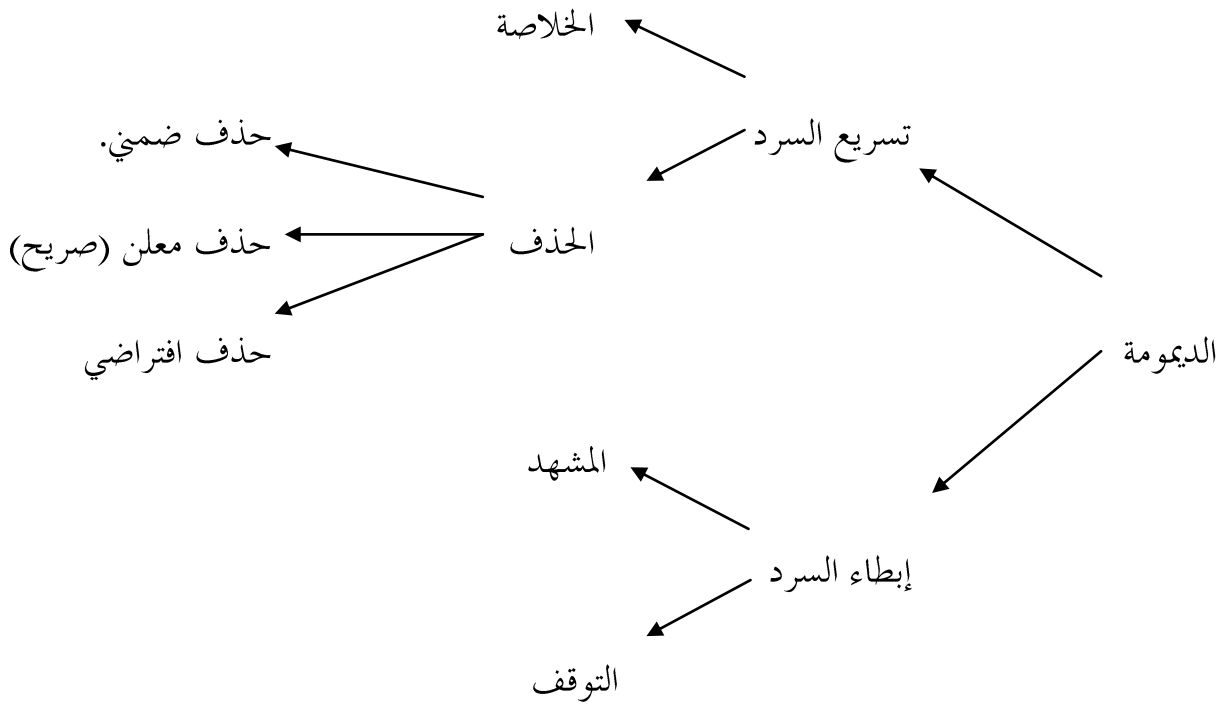 الخلاصة
تسريع السرد
حذف ضمني.
الحذف
حذف معلن (صريح)
الديمومة
حذف افتراضي
المشهد
إبطاء السرد
التوقف